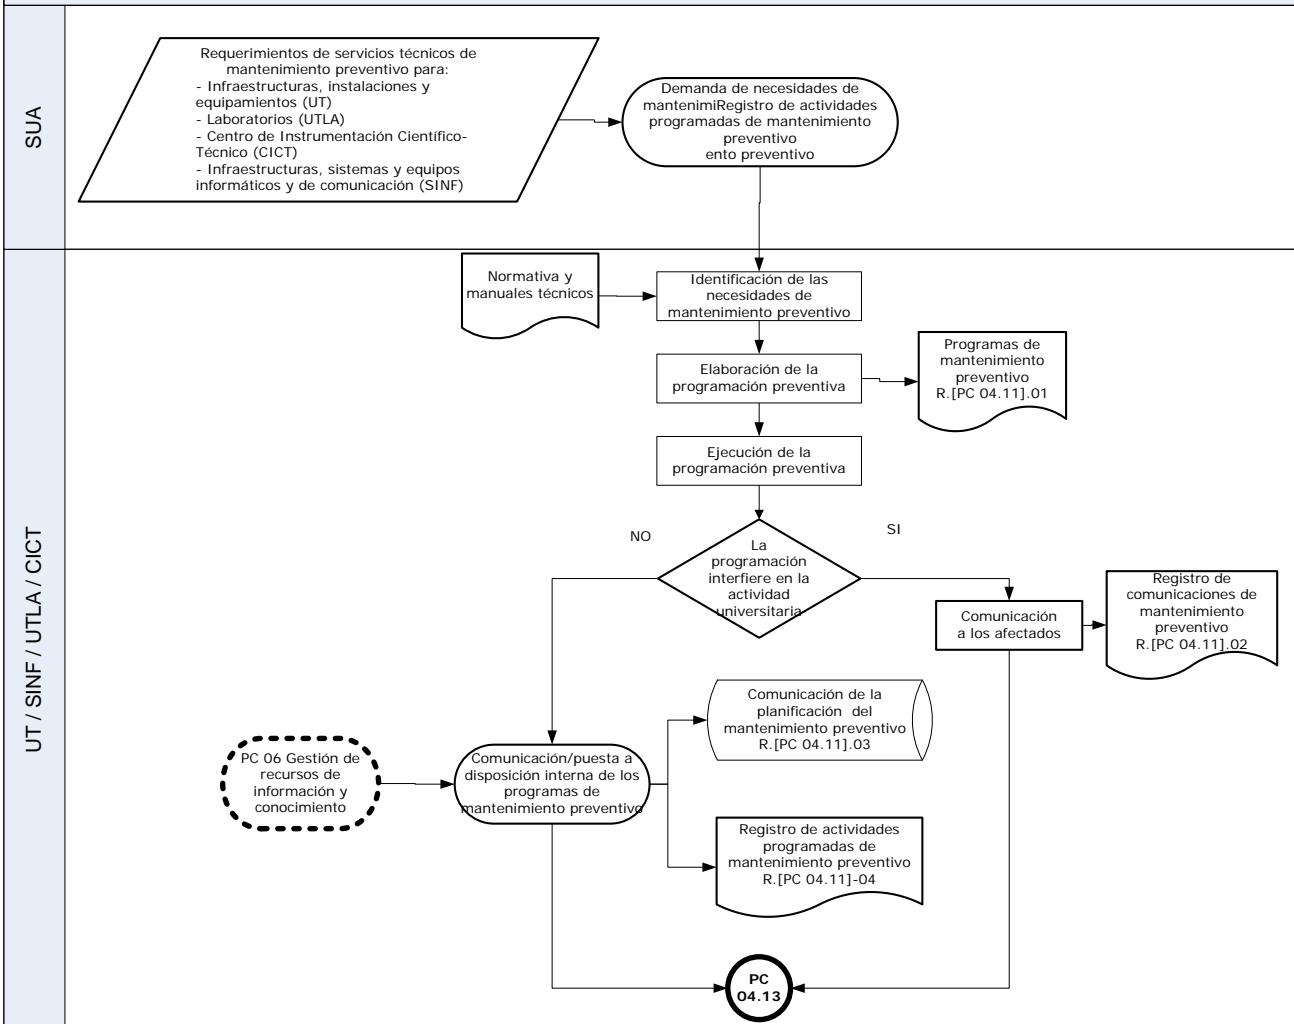 SUA
Requerimientos de servicios técnicos de
mantenimiento preventivo para:
- Infraestructuras, instalaciones y
equipamientos (UT)
- Laboratorios (UTLA)
- Centro de Instrumentación Científico-
Técnico (CICT)
- Infraestructuras, sistemas y equipos
informáticos y de comunicación (SINF)
Demanda de necesidades de
mantenimiRegistro de actividades
programadas de mantenimiento
preventivo
ento preventivo
UT / SINF / UTLA / CICT
Normativa y
manuales técnicos
Identificación de las
necesidades de
mantenimiento preventivo
Elaboración de la
programación preventiva
Programas de
mantenimiento
preventivo
R.[PC 04.11].01
Ejecución de la
programación preventiva
NO
SI
La
programación
interfiere en la
actividad
universitaria
Comunicación
a los afectados
Registro de
comunicaciones de
mantenimiento
preventivo
R.[PC 04.11].02
Comunicación de la
planificación  del
mantenimiento preventivo
R.[PC 04.11].03
PC 06 Gestión de
recursos de
información y
conocimiento
Comunicación/puesta a
disposición interna de los
programas de
mantenimiento preventivo
Registro de actividades
programadas de
mantenimiento preventivo
R.[PC 04.11]-04
PC
04.13